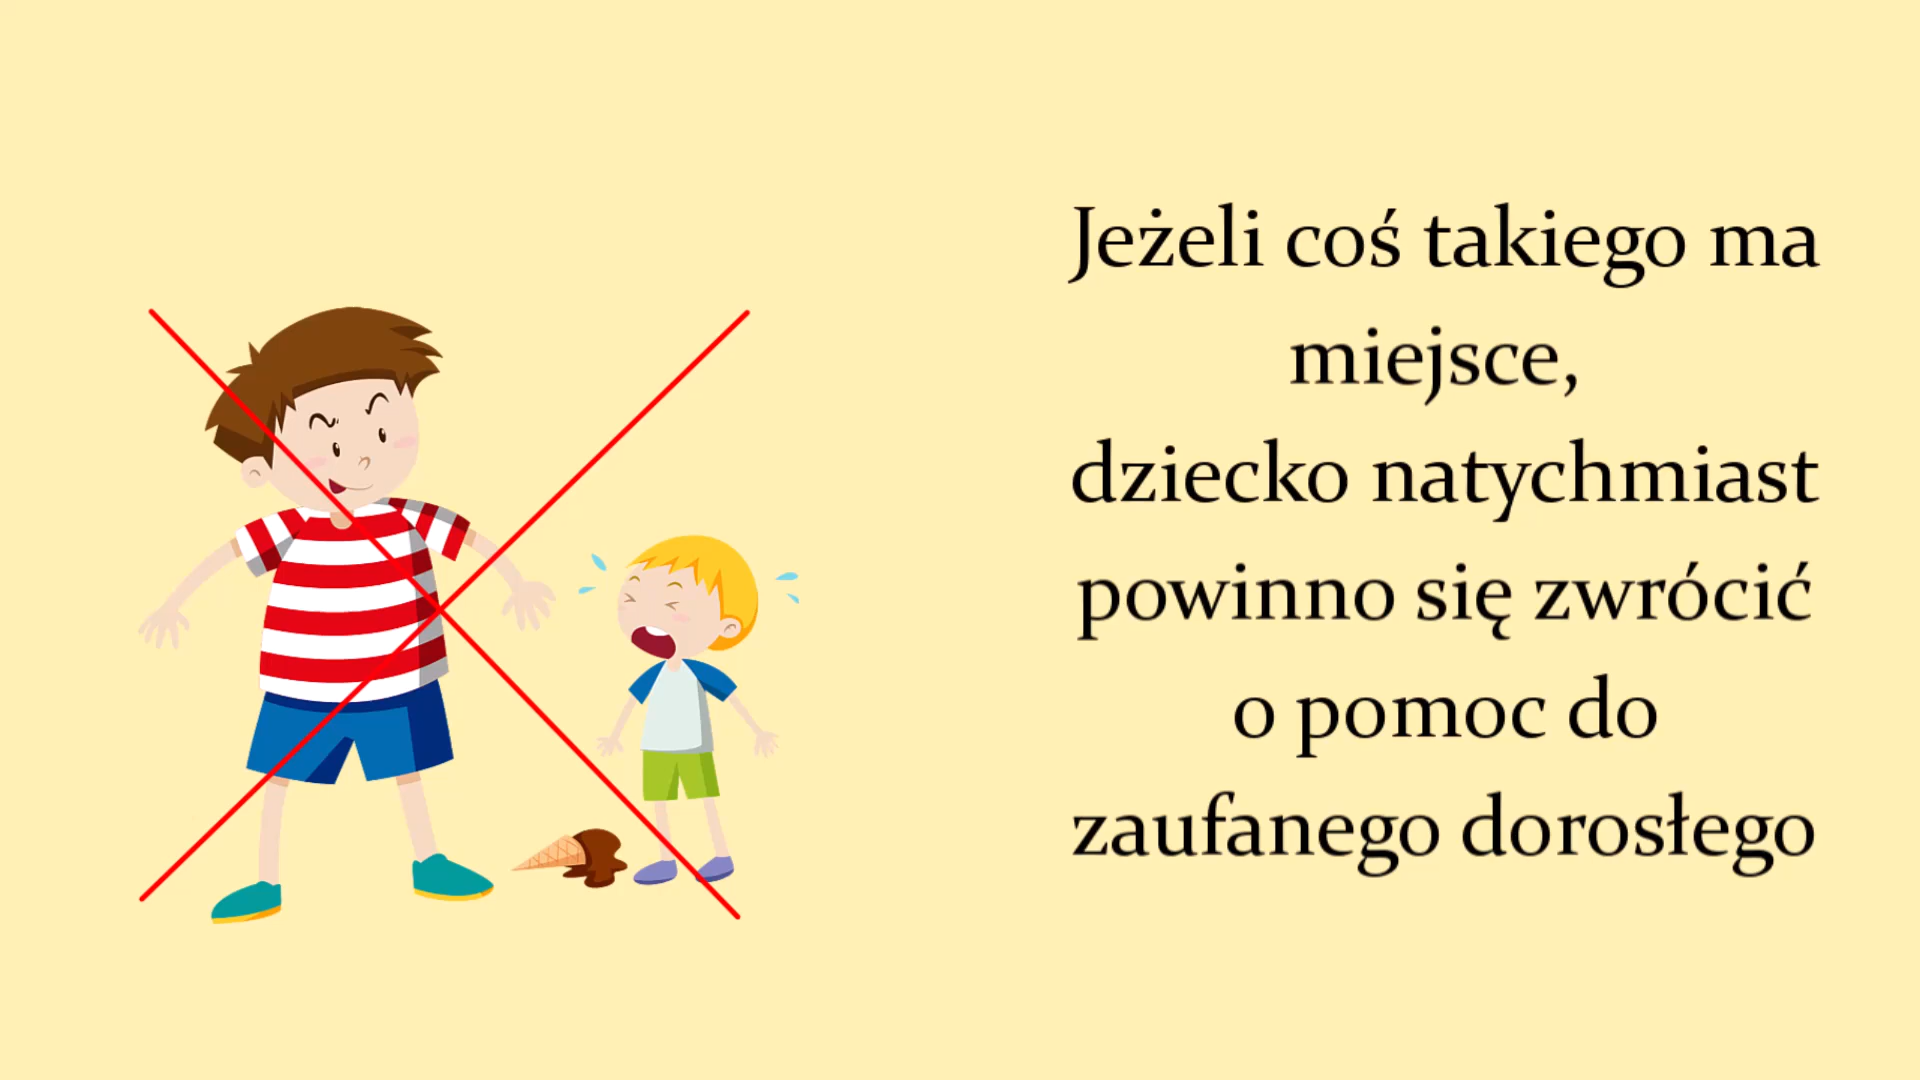 Jeżeli coś takiego ma
miejsce,
dziecko natychmiast
powinno się zwrócić
o pomoc do
zaufanego dorosłego